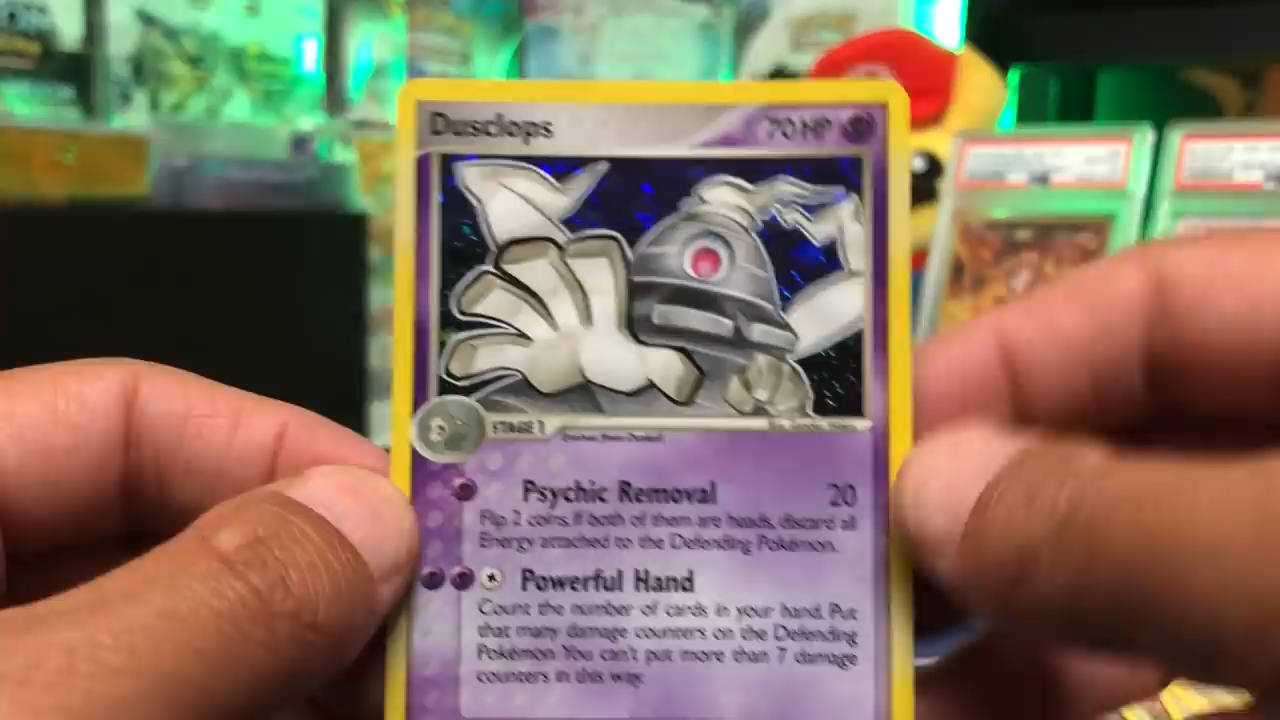 Dusclops 70 HP
STAGE 1
Psychic Removal 20
Flip 2 coins. If both of them are heads, discard all
Energy attached to the Defending Pokémon.
Powerful Hand
Count the number of cards in your hand. Put
that many damage counters on the Defending
Pokémon. You can't put more than 7 damage
counters in this way.